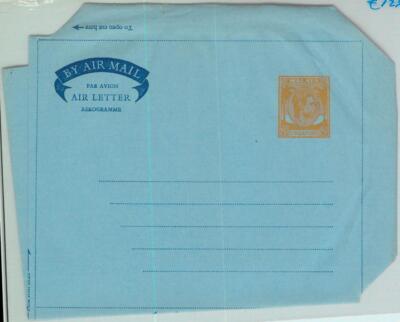 To open cut here
BY AIR MAIL
PAR AVION
AIR LETTER
AEROGRAMME